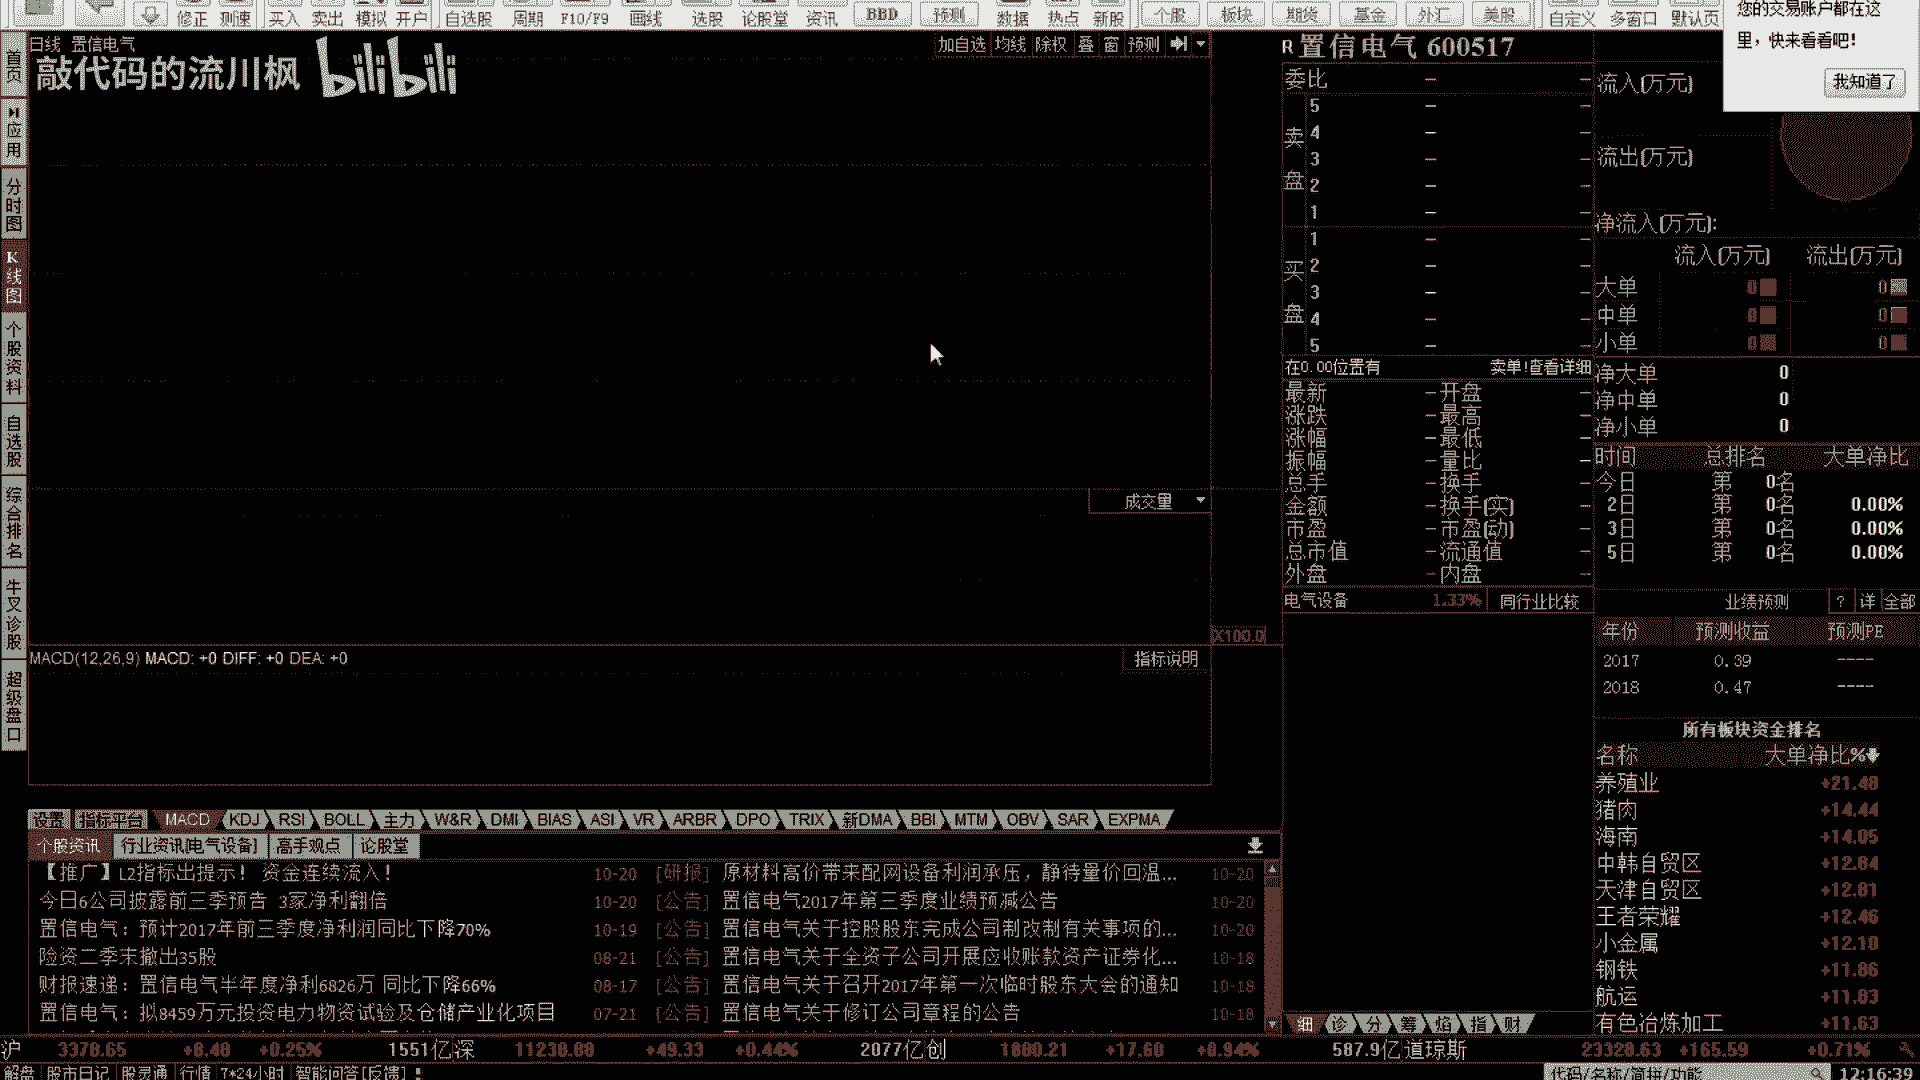 修正 测速 买入 卖出 模拟 开户 自选股 周期 F10/F9 画线 选股 论股堂 资讯 BBD 预测 数据 热点 新股 个股 板块 期货 基金 外汇 美股 自定义 多窗口 默认页
您的交易账户都在这
里，快来看看吧！
我知道了
首页
应用
分时图
K线图
个股资料
自选股
综合排名
牛叉诊股
超级盘口
日线 置信电气
加自选 均线 除权 叠 窗 预测
敲代码的流川枫 bilibili
成交量
X100.0
MACD(12,26,9) MACD: +0 DIFF: +0 DEA: +0
指标说明
设置 指标平台 MACD KDJ RSI BOLL 主力 W&R DMI BIAS ASI VR ARBR DPO TRIX 新DMA BBI MTM OBV SAR EXPMA
个股资讯 行业资讯[电气设备] 高手观点 论股堂
【推广】L2指标出提示！ 资金连续流入！ 10-20
今日6公司披露前三季预告 3家净利翻倍 10-20
置信电气：预计2017年前三季度净利润同比下降70% 10-19
险资二季末撤出35股 08-21
财报速递：置信电气半年度净利6826万 同比下降66% 08-17
置信电气：拟8459万元投资电力物资试验及仓储产业化项目 07-21
[研报] 原材料高价带来配网设备利润承压，静待量价回温... 10-20
[公告] 置信电气2017年第三季度业绩预减公告 10-20
[公告] 置信电气关于控股股东完成公司制改制有关事项的... 10-20
[公告] 置信电气关于全资子公司开展应收账款资产证券化... 10-18
[公告] 置信电气关于召开2017年第一次临时股东大会的通知 10-18
[公告] 置信电气关于修订公司章程的公告 10-18
R 置信电气 600517
委比 —
卖盘
5 — —
4 — —
3 — —
2 — —
1 — —
买盘
1 — —
2 — —
3 — —
4 — —
5 — —
在0.00位置有 卖单!查看详细
最新 — 开盘 —
涨跌 — 最高 —
涨幅 — 最低 —
振幅 — 量比 —
总手 — 换手 —
金额 — 换手(实) —
市盈 — 市盈(动) —
总市值 — 流通值 —
外盘 — 内盘 —
电气设备 1.33% 同行业比较
细 诊 分 筹 焰 指 财
流入(万元)
流出(万元)
净流入(万元):
流入(万元) 流出(万元)
大单 0 0
中单 0 0
小单 0 0
净大单 0
净中单 0
净小单 0
时间 总排名 大单净比
今日 第 0名
2日 第 0名 0.00%
3日 第 0名 0.00%
5日 第 0名 0.00%
业绩预测 ? 详 全部
年份 预测收益 预测PE
2017 0.39 ----
2018 0.47 ----
所有板块资金排名
名称 大单净比%
养殖业 +21.48
猪肉 +14.44
海南 +14.05
中韩自贸区 +12.84
天津自贸区 +12.81
王者荣耀 +12.46
小金属 +12.10
钢铁 +11.86
航运 +11.83
有色冶炼加工 +11.63
沪 3378.65 +8.48 +0.25% 1551亿 深 11230.88 +49.33 +0.44% 2077亿 创 +17.60 +0.94% 587.9亿 道琼斯 23328.63 +165.59 +0.71%
解盘 股市日记 股灵通 行情 7*24小时 智能问答[反馈]
代码/名称/简拼/功能 12:16:39